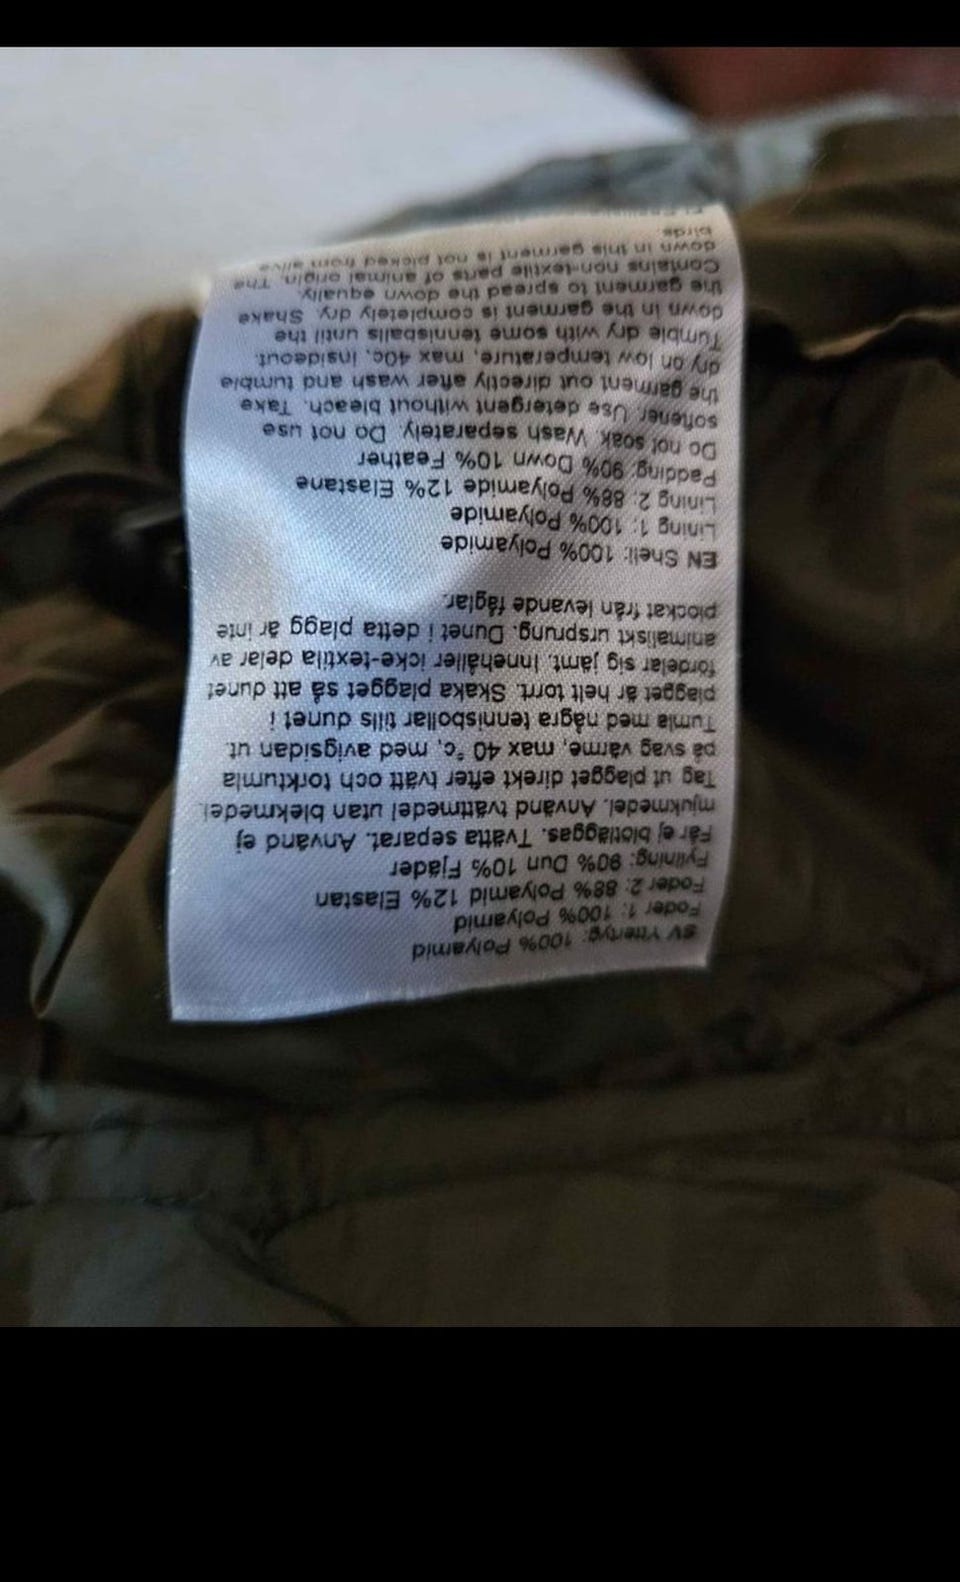 SV Yttertyg: 100% Polyamid
Foder 1: 100% Polyamid
Foder 2: 88% Polyamid 12% Elastan
Fyllning: 90% Dun 10% Fjäder
Får ej blötläggas. Tvätta separat. Använd ej
mjukmedel. Använd tvättmedel utan blekmedel.
Tag ut plagget direkt efter tvätt och torktumla
på svag värme, max 40 °c, med avigsidan ut.
Tumla med några tennisbollar tills dunet i
plagget är helt torrt. Skaka plagget så att dunet
fördelar sig jämt. Innehåller icke-textila delar av
animaliskt ursprung. Dunet i detta plagg är inte
plockat från levande fåglar.
EN Shell: 100% Polyamide
Lining 1: 100% Polyamide
Lining 2: 88% Polyamide 12% Elastane
Padding: 90% Down 10% Feather
Do not soak. Wash separately. Do not use
softener. Use detergent without bleach. Take
the garment out directly after wash and tumble
dry on low temperature, max 40c, insideout.
Tumble dry with some tennisballs until the
down in the garment is completely dry. Shake
the garment to spread the down equally.
Contains non-textile parts of animal origin. The
down in this garment is not picked from alive
birds.